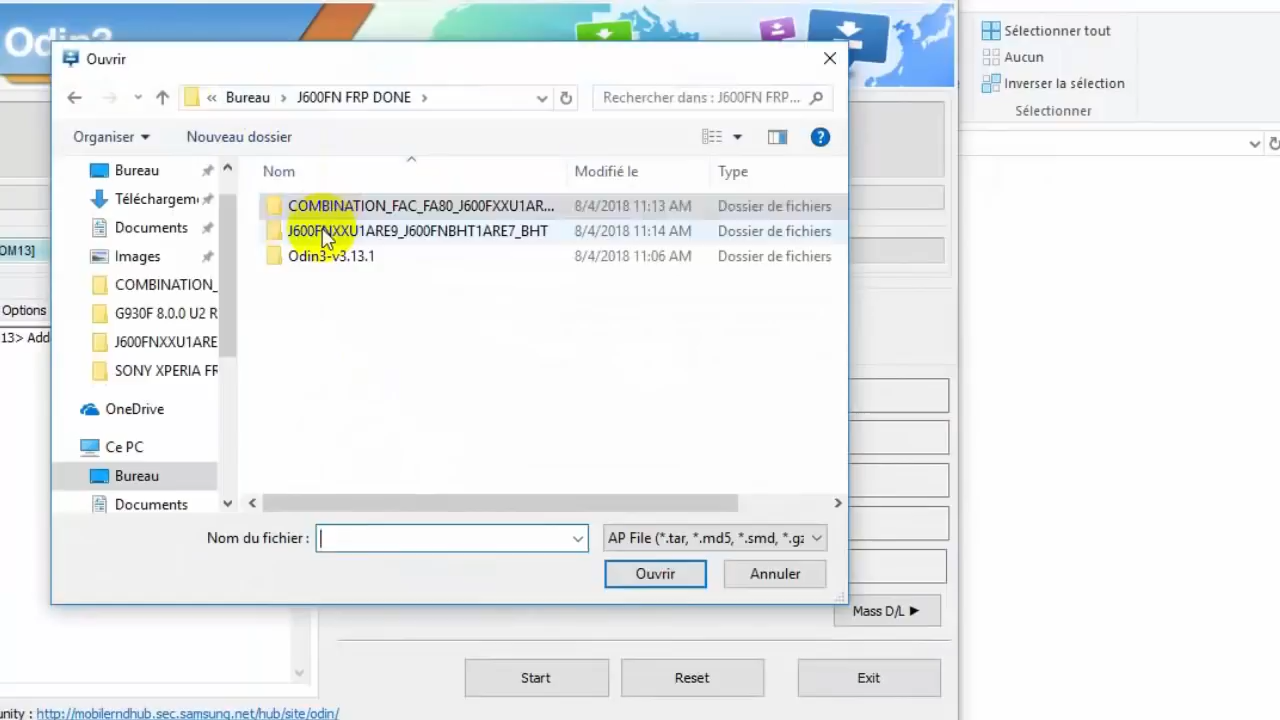 Odin3
Sélectionner tout
Aucun
Inverser la sélection
Sélectionner
Ouvrir
« Bureau > J600FN FRP DONE >
Rechercher dans : J600FN FRP...
Organiser
Nouveau dossier
Nom
Modifié le
Type
Bureau
Téléchargem
Documents
Images
COMBINATION_
G930F 8.0.0 U2 R
J600FNXXU1ARE
SONY XPERIA FR
OneDrive
Ce PC
Bureau
Documents
COMBINATION_FAC_FA80_J600FXXU1AR... 8/4/2018 11:13 AM Dossier de fichiers
J600FNXXU1ARE9_J600FNBHT1ARE7_BHT 8/4/2018 11:14 AM Dossier de fichiers
Odin3-v3.13.1 8/4/2018 11:06 AM Dossier de fichiers
OM13]
Options
13> Add
Nom du fichier :
AP File (*.tar, *.md5, *.smd, *.gz
Ouvrir
Annuler
Mass D/L ►
Start
Reset
Exit
unity : http://mobilerndhub.sec.samsung.net/hub/site/odin/